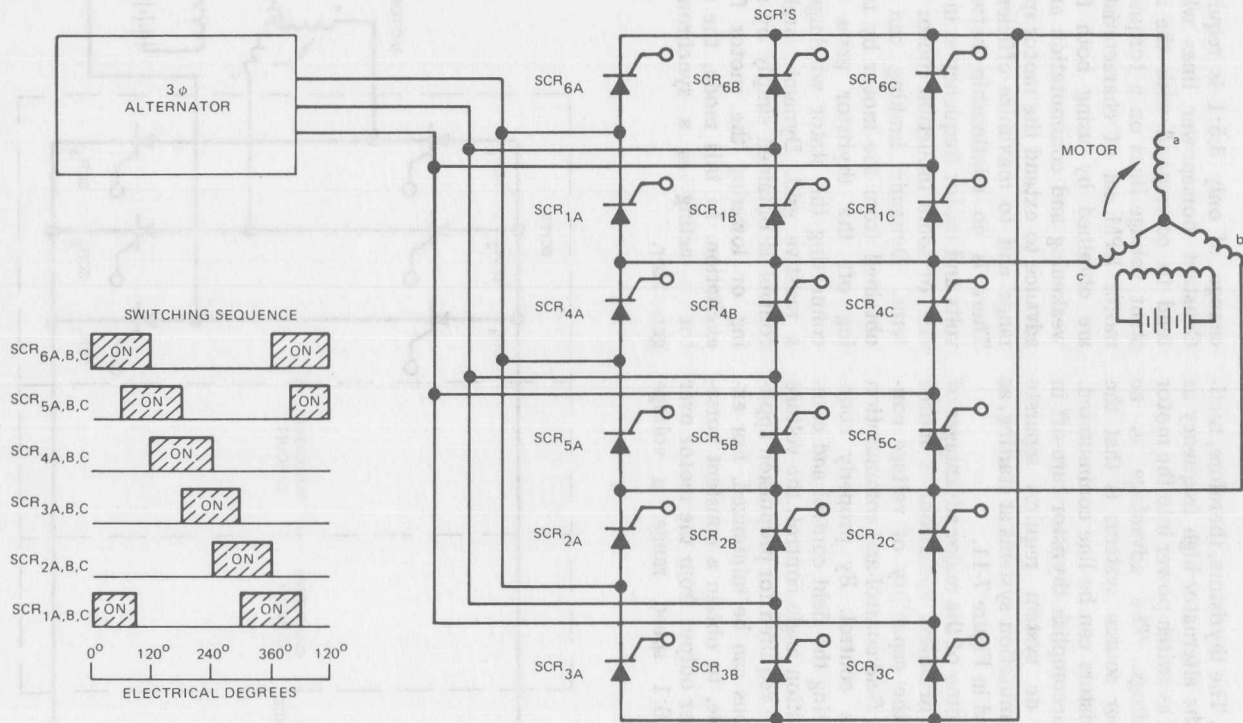 SCR'S
3 ϕ
ALTERNATOR
SCR6A
SCR6B
SCR6C
MOTOR
a
b
c
SCR1A
SCR1B
SCR1C
SCR4A
SCR4B
SCR4C
SCR5A
SCR5B
SCR5C
SCR2A
SCR2B
SCR2C
SCR3A
SCR3B
SCR3C
SWITCHING SEQUENCE
SCR6A,B,C ON ON
SCR5A,B,C ON ON
SCR4A,B,C ON
SCR3A,B,C ON
SCR2A,B,C ON
SCR1A,B,C ON ON
0° 120° 240° 360° 120°
ELECTRICAL DEGREES